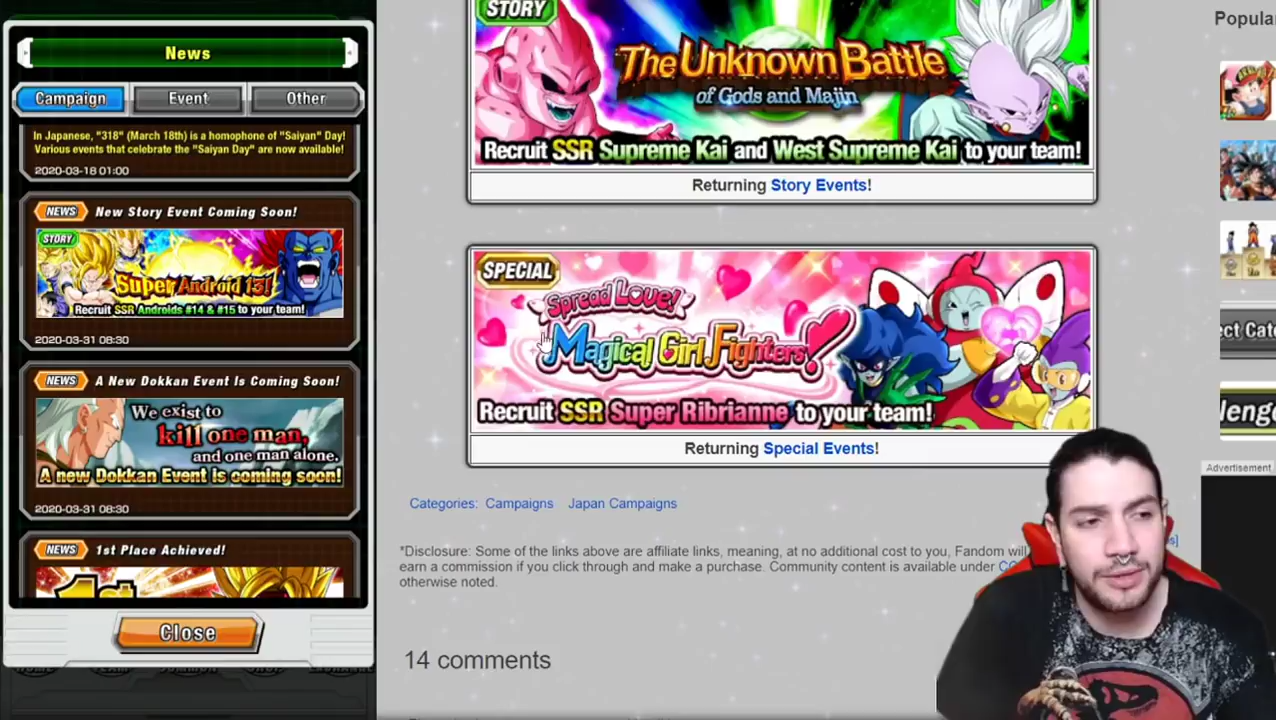 News
Campaign
Event
Other
In Japanese, "318" (March 18th) is a homophone of "Saiyan" Day!
Various events that celebrate the "Saiyan Day" are now available!
2020-03-18 01:00
NEWS New Story Event Coming Soon!
STORY
Super Android 13!
Recruit SSR Androids #14 & #15 to your team!
2020-03-31 08:30
NEWS A New Dokkan Event Is Coming Soon!
We exist to
kill one man,
and one man alone.
A new Dokkan Event is coming soon!
2020-03-31 08:30
NEWS 1st Place Achieved!
1st
Close
STORY
The Unknown Battle
of Gods and Majin
Recruit SSR Supreme Kai and West Supreme Kai to your team!
Returning Story Events!
SPECIAL
Spread Love!
Magical Girl Fighters!
Recruit SSR Super Ribrianne to your team!
Returning Special Events!
Categories: Campaigns Japan Campaigns
*Disclosure: Some of the links above are affiliate links, meaning, at no additional cost to you, Fandom will
earn a commission if you click through and make a purchase. Community content is available under
otherwise noted.
14 comments
Popula
ect Cat
lenge
Advertisement